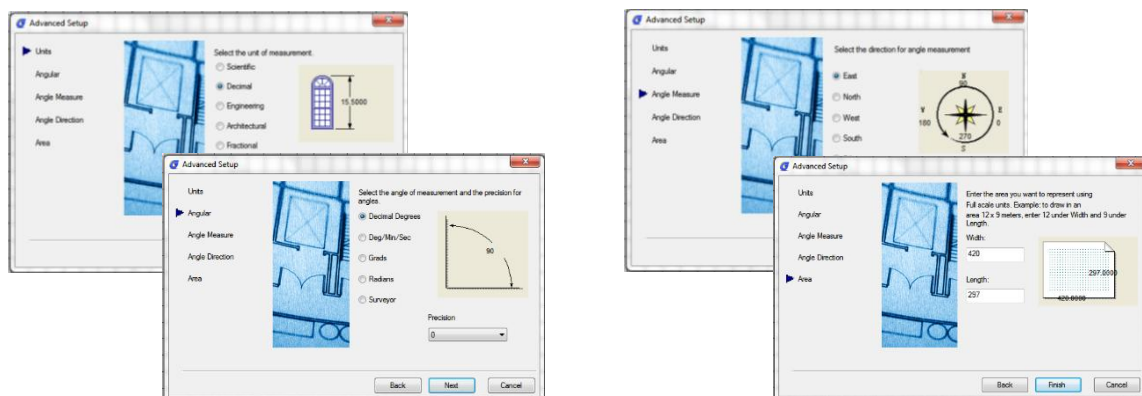 Advanced Setup
Units
Angular
Angle Measure
Angle Direction
Area
Select the unit of measurement.
Scientific
Decimal
Engineering
Architectural
Fractional
15.5000
Advanced Setup
Units
Angular
Angle Measure
Angle Direction
Area
Select the angle of measurement and the precision for
angles.
Decimal Degrees
Deg/Min/Sec
Grads
Radians
Surveyor
90
Precision
0
Back
Next
Cancel
Advanced Setup
Units
Angular
Angle Measure
Angle Direction
Area
Select the direction for angle measurement
East
North
West
South
90
180
0
270
S
Advanced Setup
Units
Angular
Angle Measure
Angle Direction
Area
Enter the area you want to represent using
Full scale units. Example: to draw in an
area 12 x 9 meters, enter 12 under Width and 9 under
Length.
Width:
420
Length:
297
297.0000
420.0000
Back
Finish
Cancel